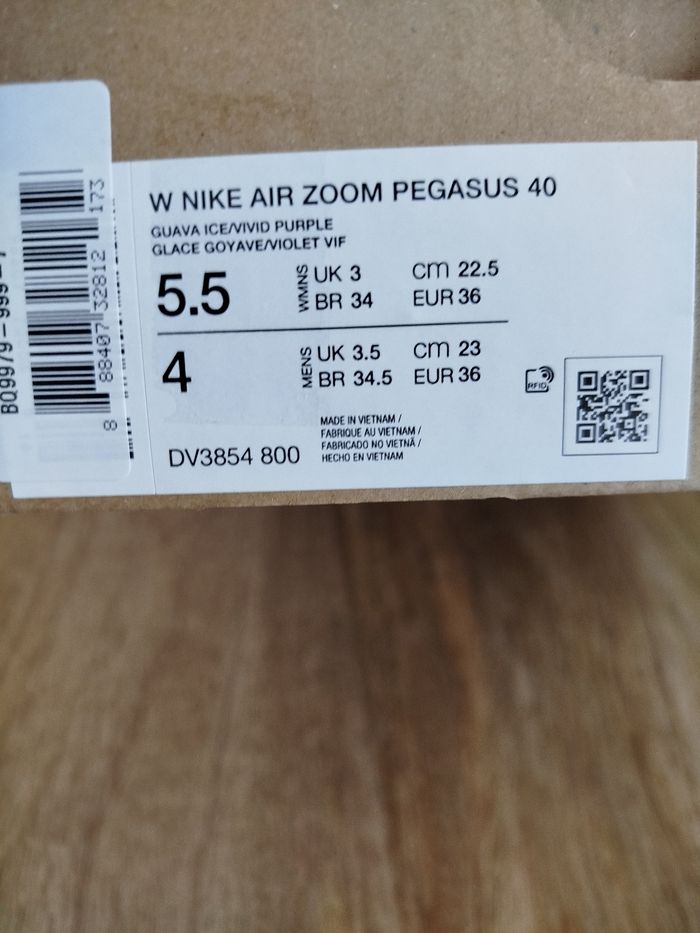 W NIKE AIR ZOOM PEGASUS 40
GUAVA ICE/VIVID PURPLE
GLACE GOYAVE/VIOLET VIF
5.5
WMNS
UK 3 cm 22.5
BR 34 EUR 36
4
MENS
UK 3.5 cm 23
BR 34.5 EUR 36
RFID
DV3854 800
MADE IN VIETNAM /
FABRIQUE AU VIETNAM /
FABRICADO NO VIETNÃ /
HECHO EN VIETNAM
8 88407 32812 173